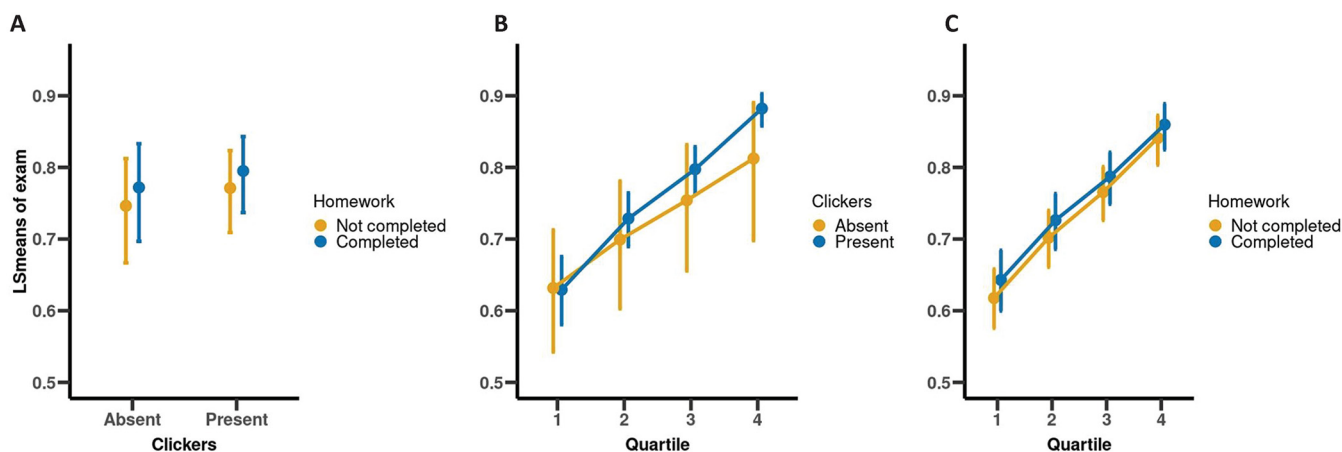 A
LSmeans of exam
0.9
0.8
0.7
0.6
0.5
Absent
Present
Clickers
Homework
Not completed
Completed
B
0.9
0.8
0.7
0.6
0.5
1
2
3
4
Quartile
Clickers
Absent
Present
C
0.9
0.8
0.7
0.6
0.5
1
2
3
4
Quartile
Homework
Not completed
Completed